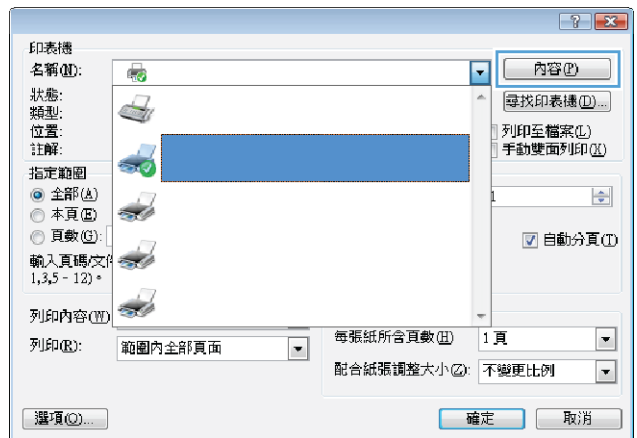 印表機
名稱(N):
內容(P)
狀態:
尋找印表機(D)...
類型:
位置:
列印至檔案(L)
註解:
手動雙面列印(X)
指定範圍
全部(A)
1
本頁(E)
頁數(G):
自動分頁(T)
輸入頁碼/文件
1,3,5 - 12)。
列印內容(W)
每張紙所含頁數(H)
1 頁
列印(R):
範圍內全部頁面
配合紙張調整大小(Z):
不變更比例
選項(O)...
確定
取消